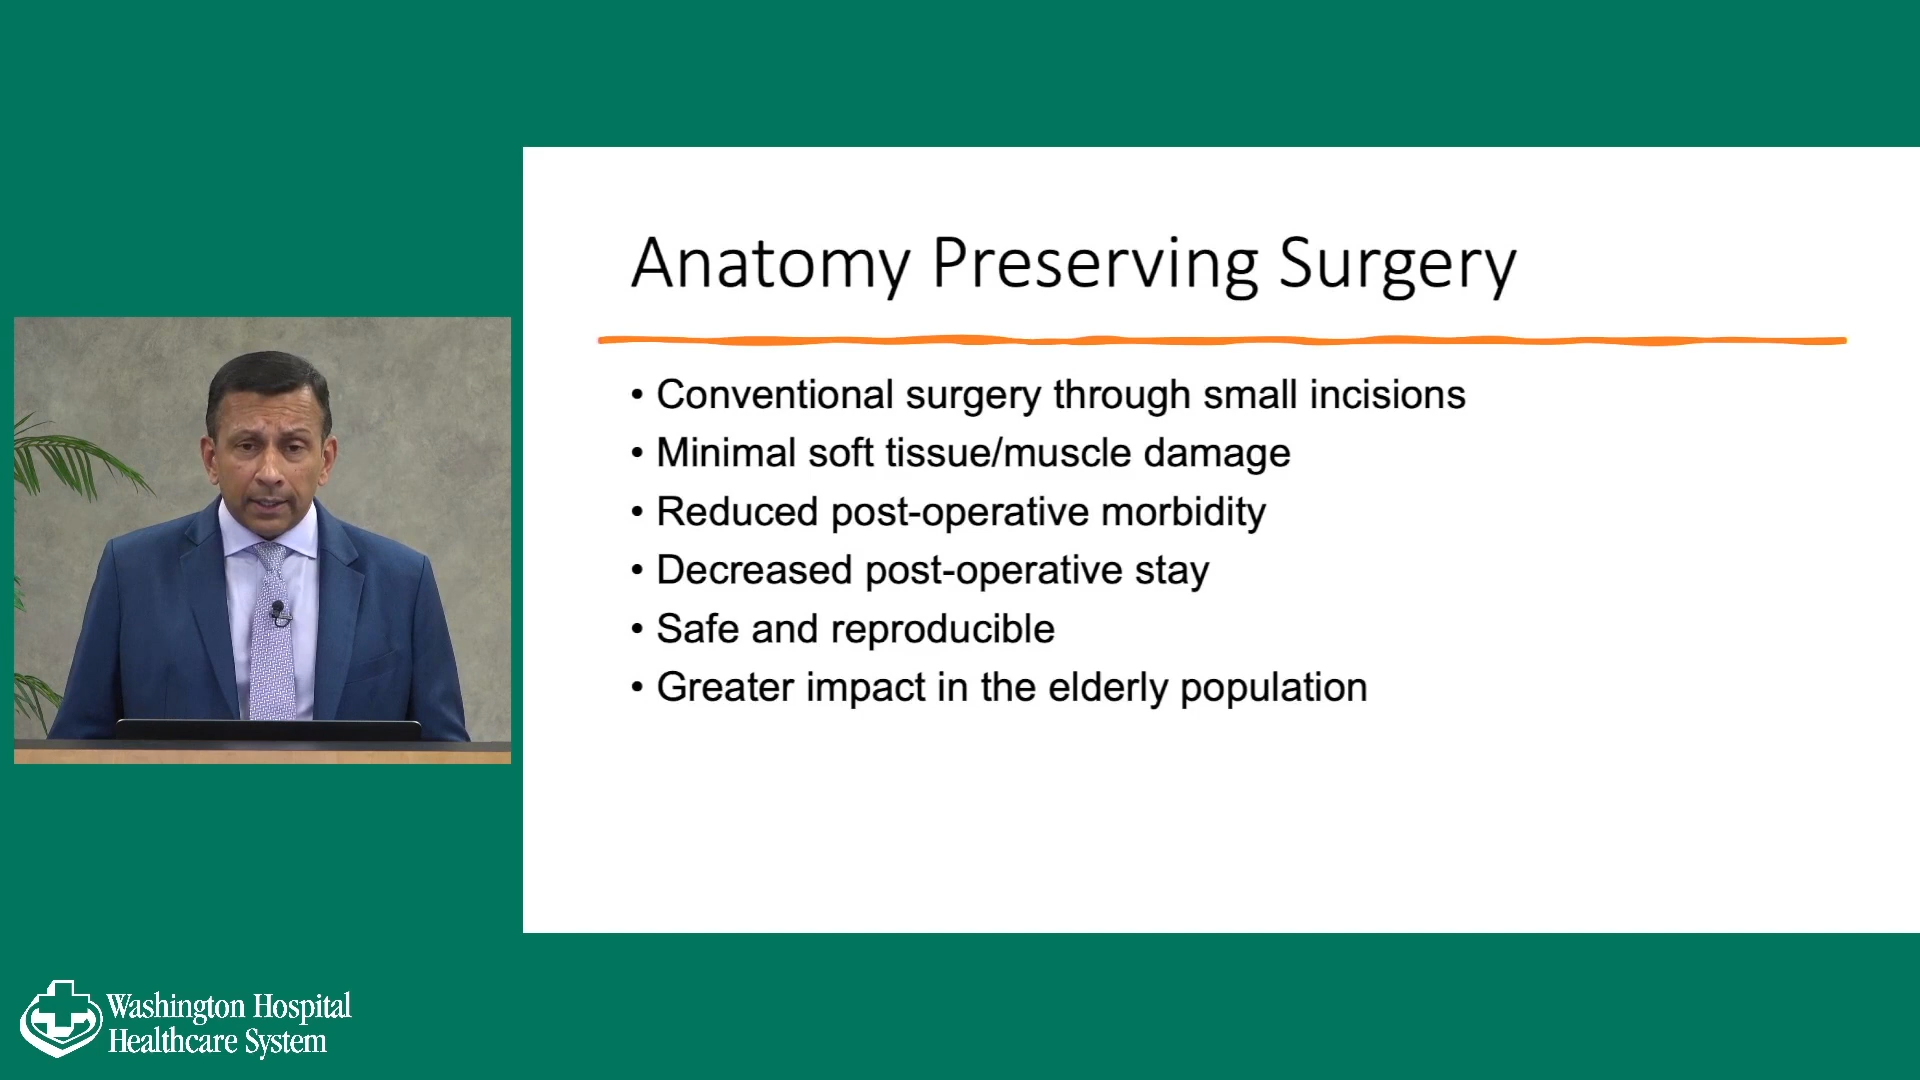 Anatomy Preserving Surgery
• Conventional surgery through small incisions
• Minimal soft tissue/muscle damage
• Reduced post-operative morbidity
• Decreased post-operative stay
• Safe and reproducible
• Greater impact in the elderly population
Washington Hospital
Healthcare System